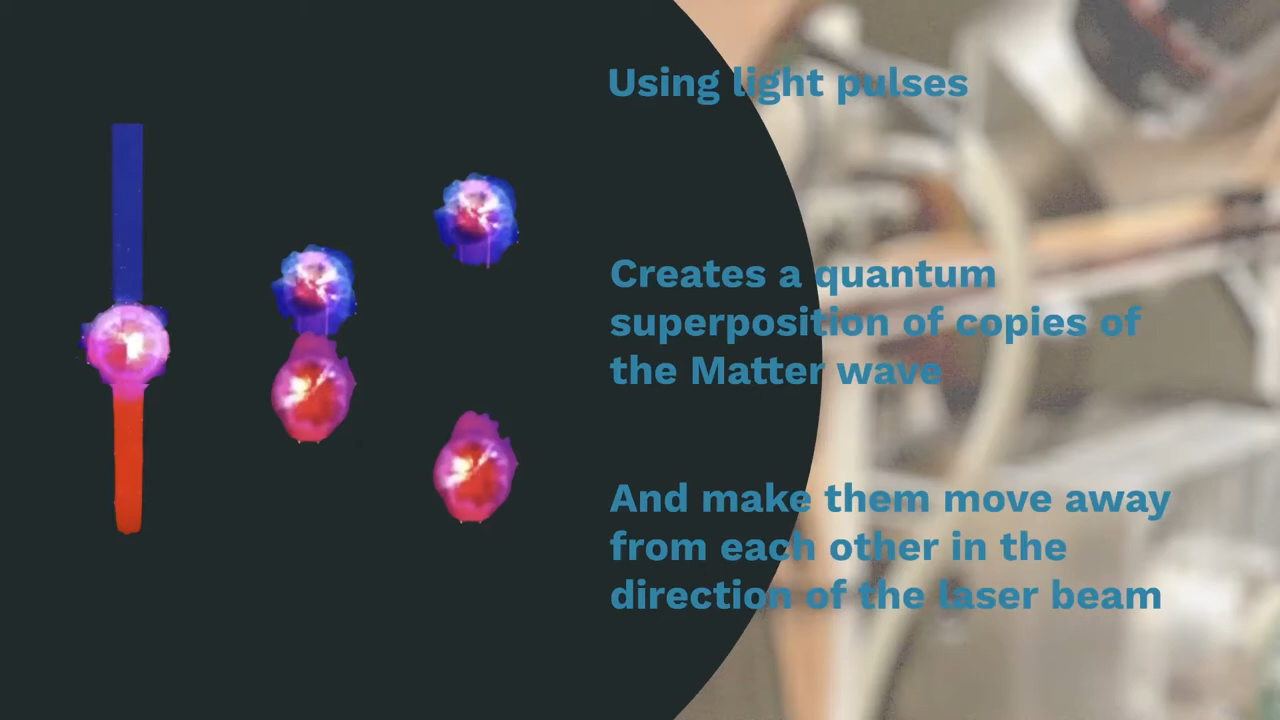 Using light pulses
Creates a quantum
superposition of copies of
the Matter wave
And make them move away
from each other in the
direction of the laser beam